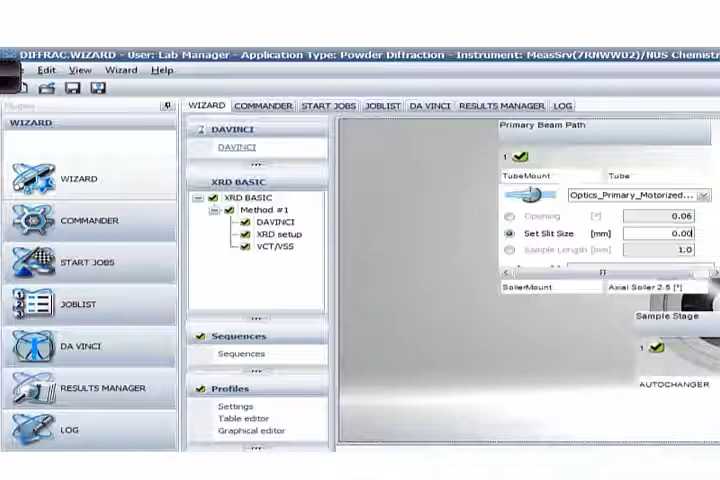 DIFFRAC.WIZARD - User: Lab Manager - Application Type: Powder Diffraction - Instrument: MeasSrv(7RNWW02)/NUS Chemistr
Edit View Wizard Help
WIZARD
WIZARD
COMMANDER
START JOBS
JOBLIST
DA VINCI
RESULTS MANAGER
LOG
WIZARD COMMANDER START JOBS JOBLIST DA VINCI RESULTS MANAGER LOG
DAVINCI
DAVINCI
XRD BASIC
XRD BASIC
Method #1
DAVINCI
XRD setup
VCT/VSS
Sequences
Sequences
Profiles
Settings
Table editor
Graphical editor
Primary Beam Path
1
TubeMount Tube
Optics_Primary_Motorized...
Opening [°] 0.06
Set Slit Size [mm] 0.00
Sample Length [mm] 1.0
SollerMount Axial Soller 2.5 [°]
Sample Stage
1
AUTOCHANGER